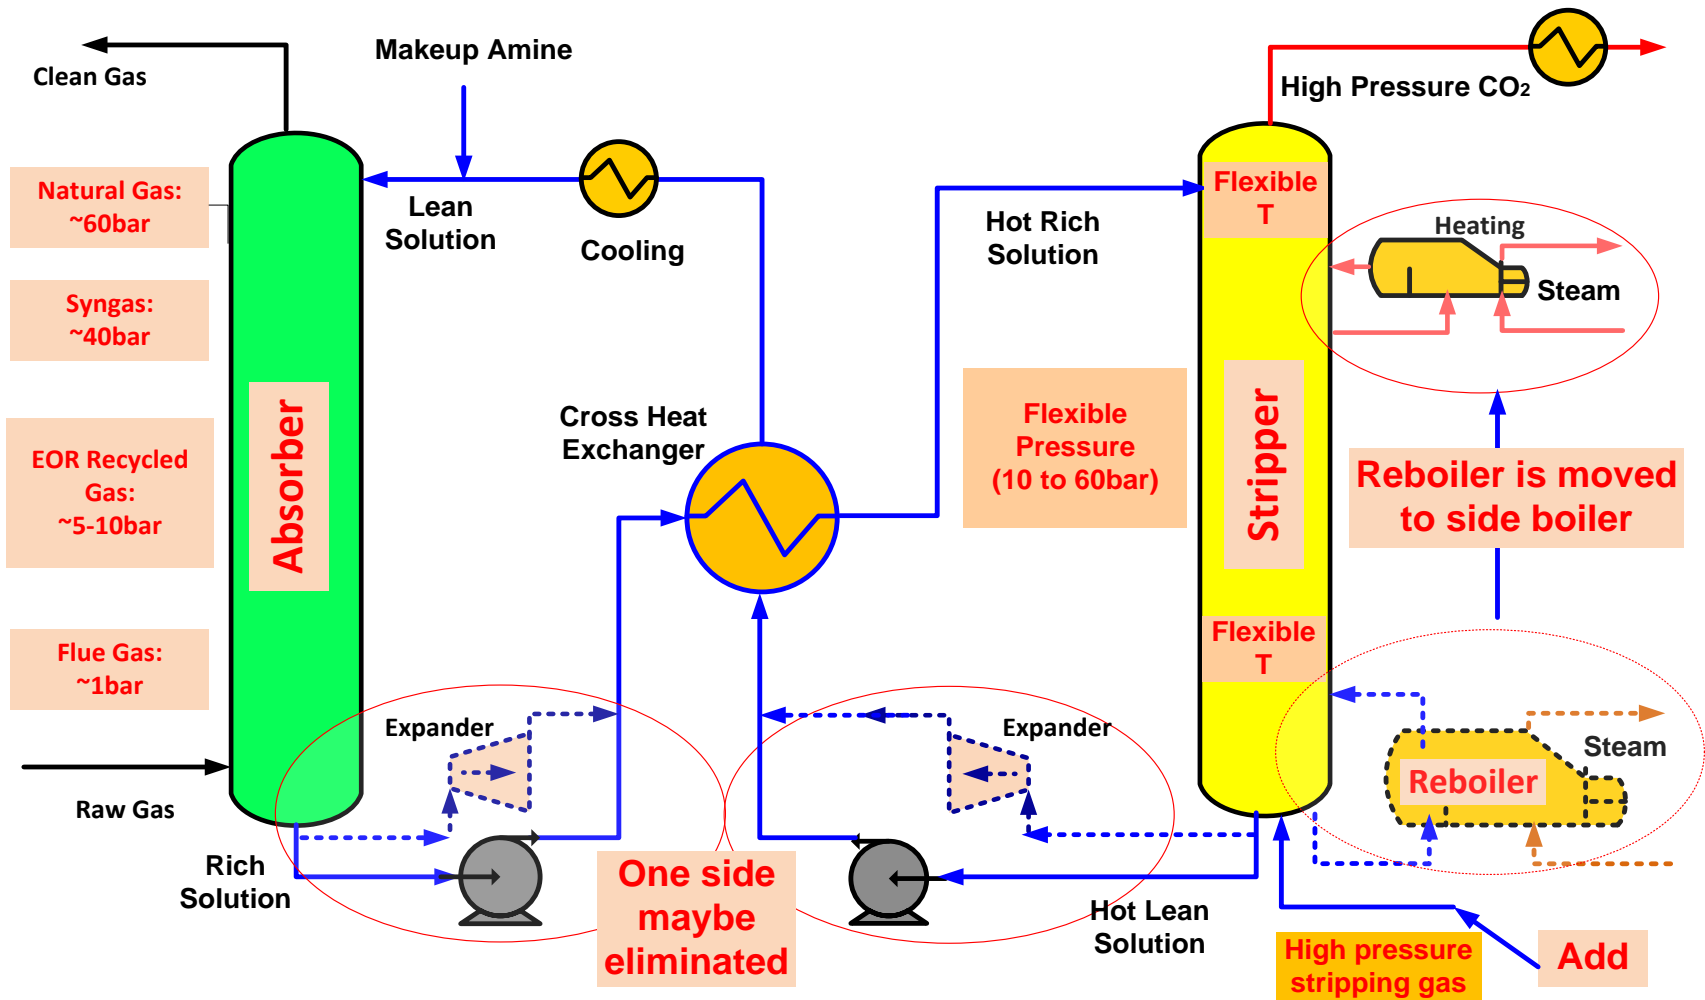 Clean Gas
Makeup Amine
High Pressure CO2
Natural Gas:
~60bar
Lean
Solution
Cooling
Hot Rich
Solution
Flexible
T
Heating
Steam
Syngas:
~40bar
Absorber
Cross Heat
Exchanger
Flexible
Pressure
(10 to 60bar)
Stripper
Reboiler is moved
to side boiler
EOR Recycled
Gas:
~5-10bar
Flue Gas:
~1bar
Flexible
T
Raw Gas
Expander
Expander
Steam
Reboiler
Rich
Solution
One side
maybe
eliminated
Hot Lean
Solution
High pressure
stripping gas
Add